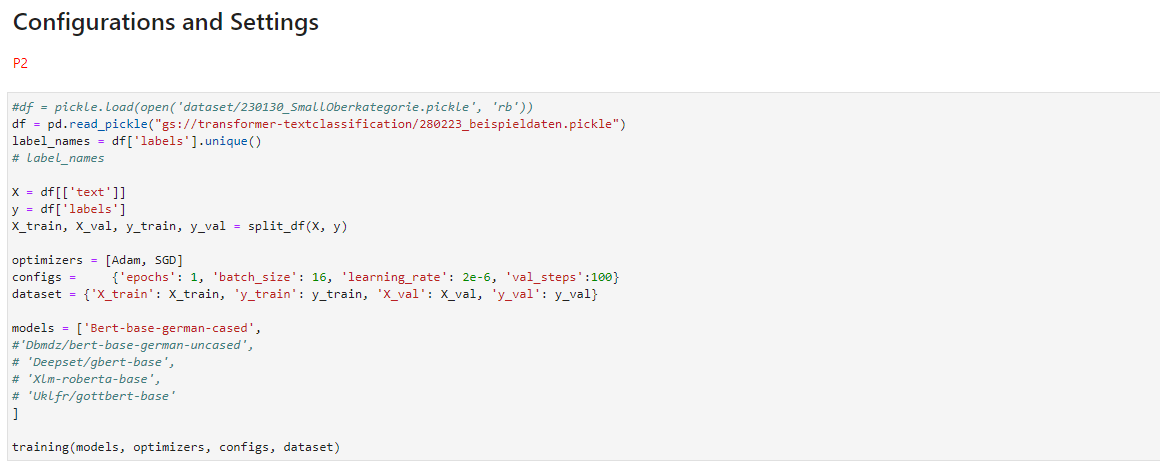 Configurations and Settings
P2
#df = pickle.load(open('dataset/230130_SmallOberkategorie.pickle', 'rb'))
df = pd.read_pickle("gs://transformer-textclassification/280223_beispieldaten.pickle")
label_names = df['labels'].unique()
# label_names
X = df[['text']]
y = df['labels']
X_train, X_val, y_train, y_val = split_df(X, y)
optimizers = [Adam, SGD]
configs =     {'epochs': 1, 'batch_size': 16, 'learning_rate': 2e-6, 'val_steps':100}
dataset = {'X_train': X_train, 'y_train': y_train, 'X_val': X_val, 'y_val': y_val}
models = ['Bert-base-german-cased',
#'Dbmdz/bert-base-german-uncased',
# 'Deepset/gbert-base',
# 'Xlm-roberta-base',
# 'Uklfr/gottbert-base'
]
training(models, optimizers, configs, dataset)